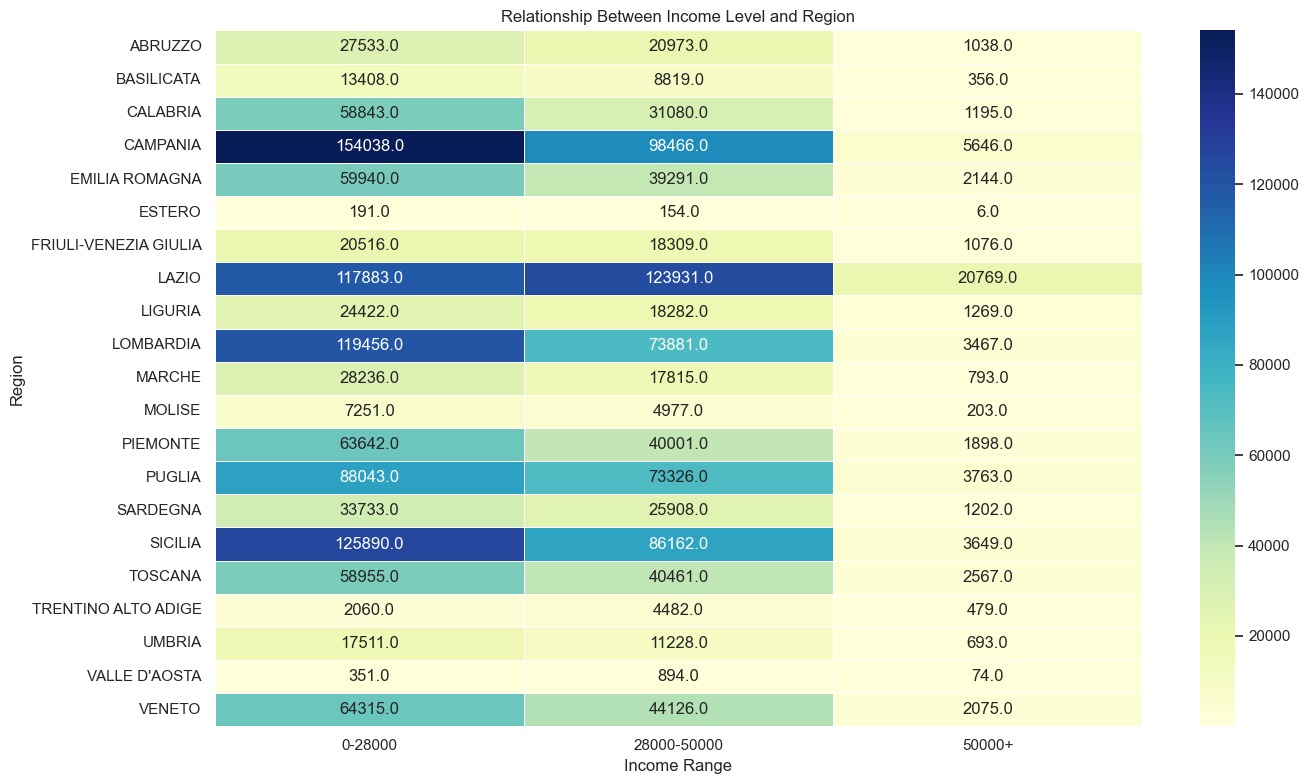 Relationship Between Income Level and Region
ABRUZZO 27533.0 20973.0 1038.0
BASILICATA 13408.0 8819.0 356.0
CALABRIA 58843.0 31080.0 1195.0
CAMPANIA 154038.0 98466.0 5646.0
EMILIA ROMAGNA 59940.0 39291.0 2144.0
ESTERO 191.0 154.0 6.0
FRIULI-VENEZIA GIULIA 20516.0 18309.0 1076.0
LAZIO 117883.0 123931.0 20769.0
LIGURIA 24422.0 18282.0 1269.0
LOMBARDIA 119456.0 73881.0 3467.0
MARCHE 28236.0 17815.0 793.0
MOLISE 7251.0 4977.0 203.0
PIEMONTE 63642.0 40001.0 1898.0
PUGLIA 88043.0 73326.0 3763.0
SARDEGNA 33733.0 25908.0 1202.0
SICILIA 125890.0 86162.0 3649.0
TOSCANA 58955.0 40461.0 2567.0
TRENTINO ALTO ADIGE 2060.0 4482.0 479.0
UMBRIA 17511.0 11228.0 693.0
VALLE D'AOSTA 351.0 894.0 74.0
VENETO 64315.0 44126.0 2075.0
0-28000 28000-50000 50000+
Income Range
Region
140000
120000
100000
80000
60000
40000
20000